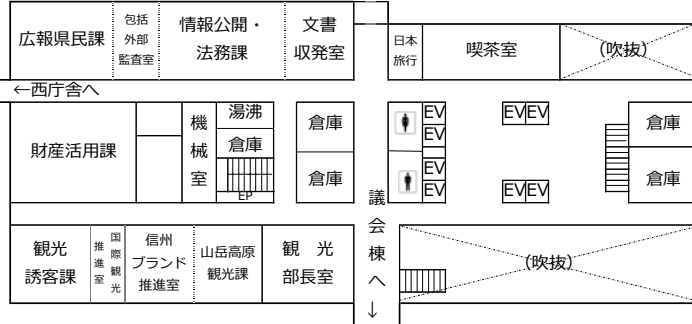 広報県民課
包括
外部
監査室
情報公開・
法務課
文書
収発室
日本
旅行
喫茶室
（吹抜）
←西庁舎へ
財産活用課
機
械
室
湯沸
倉庫
EP
倉庫
倉庫
EV
EV
EV
EV
EVEV
EVEV
倉庫
倉庫
議
会
棟
へ
↓
観光
誘客課
国際観光
推進室
信州
ブランド
推進室
山岳高原
観光課
観　光
部長室
（吹抜）